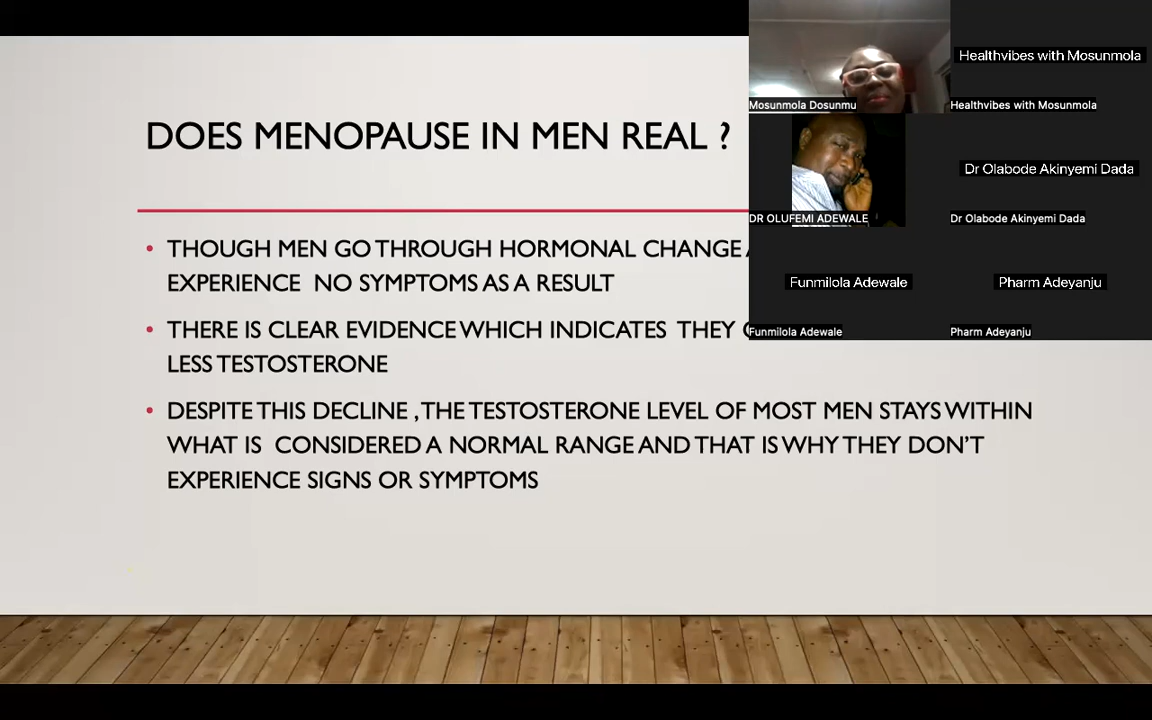 DOES MENOPAUSE IN MEN REAL ?
THOUGH MEN GO THROUGH HORMONAL CHANGE
EXPERIENCE NO SYMPTOMS AS A RESULT
THERE IS CLEAR EVIDENCE WHICH INDICATES THEY
LESS TESTOSTERONE
DESPITE THIS DECLINE ,THE TESTOSTERONE LEVEL OF MOST MEN STAYS WITHIN
WHAT IS CONSIDERED A NORMAL RANGE AND THAT IS WHY THEY DON'T
EXPERIENCE SIGNS OR SYMPTOMS
Healthvibes with Mosunmola
Mosunmola Dosunmu
Healthvibes with Mosunmola
Dr Olabode Akinyemi Dada
DR OLUFEMI ADEWALE
Dr Olabode Akinyemi Dada
Funmilola Adewale
Pharm Adeyanju
Funmilola Adewale
Pharm Adeyanju